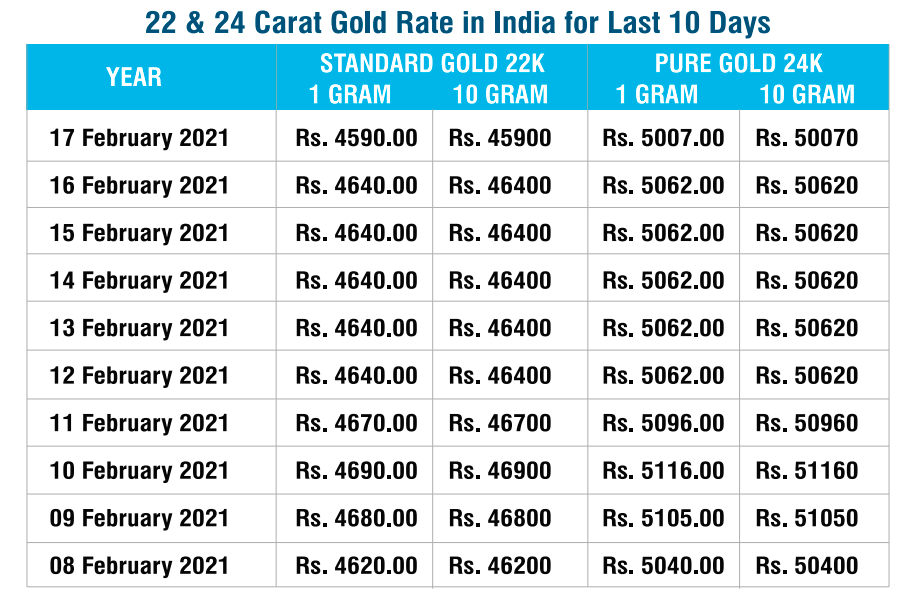 22 & 24 Carat Gold Rate in India for Last 10 Days
YEAR STANDARD GOLD 22K PURE GOLD 24K
1 GRAM 10 GRAM 1 GRAM 10 GRAM
17 February 2021 Rs. 4590.00 Rs. 45900 Rs. 5007.00 Rs. 50070
16 February 2021 Rs. 4640.00 Rs. 46400 Rs. 5062.00 Rs. 50620
15 February 2021 Rs. 4640.00 Rs. 46400 Rs. 5062.00 Rs. 50620
14 February 2021 Rs. 4640.00 Rs. 46400 Rs. 5062.00 Rs. 50620
13 February 2021 Rs. 4640.00 Rs. 46400 Rs. 5062.00 Rs. 50620
12 February 2021 Rs. 4640.00 Rs. 46400 Rs. 5062.00 Rs. 50620
11 February 2021 Rs. 4670.00 Rs. 46700 Rs. 5096.00 Rs. 50960
10 February 2021 Rs. 4690.00 Rs. 46900 Rs. 5116.00 Rs. 51160
09 February 2021 Rs. 4680.00 Rs. 46800 Rs. 5105.00 Rs. 51050
08 February 2021 Rs. 4620.00 Rs. 46200 Rs. 5040.00 Rs. 50400